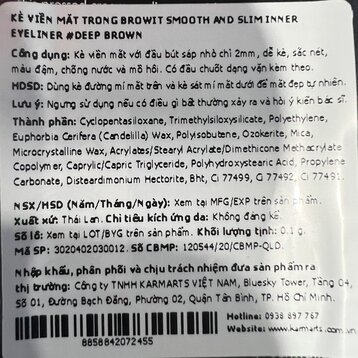 KẺ VIỀN MẮT TRONG BROWIT SMOOTH AND SLIM INNER
EYELINER #DEEP BROWN
Công dụng: Kẻ viền mắt với đầu bút sáp nhỏ chỉ 2mm, dễ kẻ, sắc nét,
màu đậm, chống nước và mồ hôi. Có đầu chuốt dạng vặn kèm theo.
HDSD: Dùng kẻ đường mí mắt trên và kẻ sát mí mắt dưới để mắt đẹp tự nhiên.
Lưu ý: Ngưng sử dụng nếu có điều gì bất thường xảy ra và hỏi ý kiến bác sĩ.
Thành phần: Cyclopentasiloxane, Trimethylsiloxysilicate, Polyethylene,
Euphorbia Cerifera (Candelilla) Wax, Polyisobutene, Ozokerite, Mica,
Microcrystalline Wax, Acrylates/Stearyl Acrylate/Dimethicone Methacrylate
Copolymer, Caprylic/Capric Triglyceride, Polyhydroxystearic Acid, Propylene
Carbonate, Disteardimonium Hectorite, Bht, Ci 77499, Ci 77492, Ci 77491.
NSX/HSD (Năm/Tháng/Ngày): Xem tại MFG/EXP trên sản phẩm.
Xuất xứ: Thái Lan. Chỉ tiêu kích ứng da: Không đáng kể.
Số lô: Xem tại LOT/BYG trên sản phẩm. Khối lượng: 0.1 g.
Mã SP: 3020402030012. Số CBMP: 120544/20/CBMP-QLD.
Nhập khẩu, phân phối và chịu trách nhiệm đưa sản phẩm ra
thị trường: Công ty TNHH KARMARTS VIỆT NAM, Bluesky Tower, Tầng 04,
Số 01, Đường Bạch Đằng, Phường 02, Quận Tân Bình, TP. Hồ Chí Minh.
Hotline: 0938 897 767
Website: www.karmarts.c
8858842072455